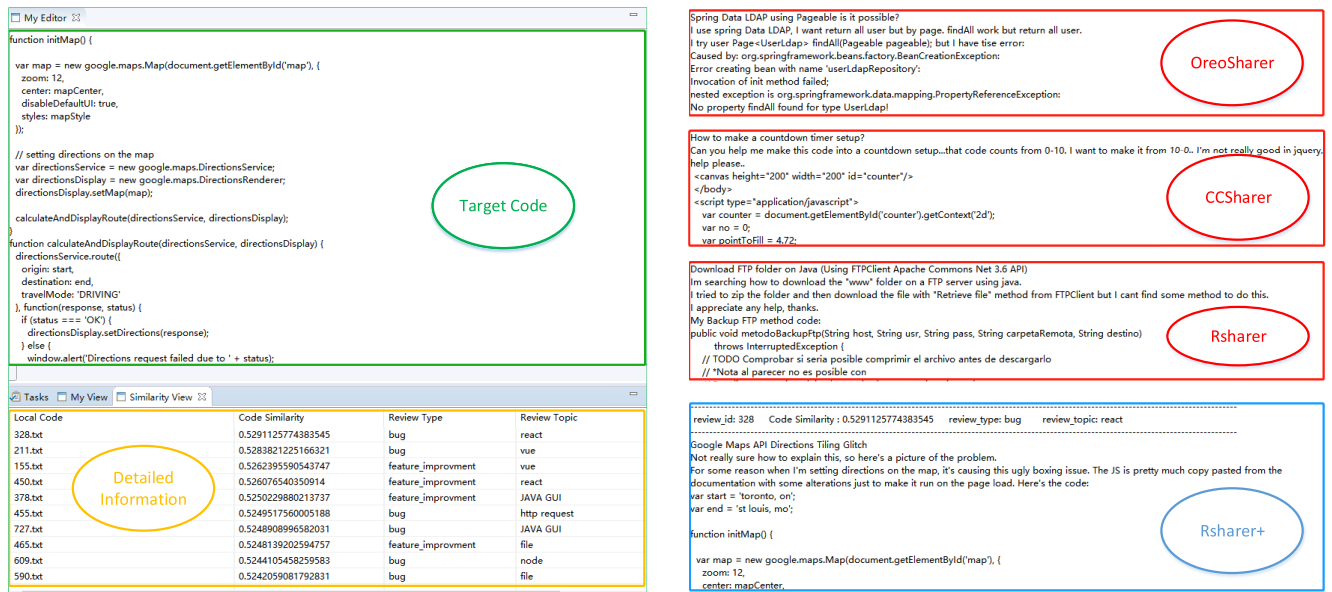 My Editor
function initMap() {
var map = new google.maps.Map(document.getElementById('map'), {
zoom: 12,
center: mapCenter,
disableDefaultUI: true,
styles: mapStyle
});
// setting directions on the map
var directionsService = new google.maps.DirectionsService;
var directionsDisplay = new google.maps.DirectionsRenderer;
directionsDisplay.setMap(map);
calculateAndDisplayRoute(directionsService, directionsDisplay);
}
function calculateAndDisplayRoute(directionsService, directionsDisplay) {
directionsService.route({
origin: start,
destination: end,
travelMode: 'DRIVING'
}, function(response, status) {
if (status === 'OK') {
directionsDisplay.setDirections(response);
} else {
window.alert('Directions request failed due to ' + status);
Target Code
Tasks My View Similarity View
Local Code Code Similarity Review Type Review Topic
328.txt 0.52911257743835​45 bug react
211.txt 0.5283821225166321 bug vue
155.txt 0.5262395590543747 feature_improvment vue
450.txt 0.526076540350914 feature_improvment react
378.txt 0.5250229880213737 feature_improvment JAVA GUI
455.txt 0.5249517560005188 bug http request
727.txt 0.5248908996582031 bug JAVA GUI
465.txt 0.5248139202594757 feature_improvment file
609.txt 0.5244105458259583 bug node
590.txt 0.5242059081792831 bug file
Detailed
Information
Spring Data LDAP using Pageable is it possible?
I use spring Data LDAP, I want return all user but by page. findAll work but return all user.
I try user Page<UserLdap> findAll(Pageable pageable); but I have tise error:
Caused by: org.springframework.beans.factory.BeanCreationException:
Error creating bean with name 'userLdapRepository':
Invocation of init method failed;
nested exception is org.springframework.data.mapping.PropertyReferenceException:
No property findAll found for type UserLdap!
OreoSharer
How to make a countdown timer setup?
Can you help me make this code into a countdown setup...that code counts from 0-10. I want to make it from 10-0.. I'm not really good in jquery..
help please..
<canvas height="200" width="200" id="counter"/>
</body>
<script type="application/javascript">
var counter = document.getElementById('counter').getContext('2d');
var no = 0;
var pointToFill = 4.72;
CCSharer
Download FTP folder on Java (Using FTPClient Apache Commons Net 3.6 API)
Im searching how to download the "www" folder on a FTP server using java.
I tried to zip the folder and then download the file with "Retrieve file" method from FTPClient but I cant find some method to do this.
I appreciate any help, thanks.
My Backup FTP method code:
public void metodoBackupFtp(String host, String usr, String pass, String carpetaRemota, String destino)
throws InterruptedException {
// TODO Comprobar si seria posible comprimir el archivo antes de descargarlo
// *Nota al parecer no es posible con
Rsharer
review_id: 328 Code Similarity : 0.5291125774383545 review_type: bug review_topic: react
Google Maps API Directions Tiling Glitch
Not really sure how to explain this, so here's a picture of the problem.
For some reason when I'm setting directions on the map, it's causing this ugly boxing issue. The JS is pretty much copy pasted from the
documentation with some alterations just to make it run on the page load. Here's the code:
var start = 'toronto, on';
var end = 'st louis, mo';
function initMap() {
var map = new google.maps.Map(document.getElementById('map'), {
zoom: 12,
center: mapCenter,
Rsharer+